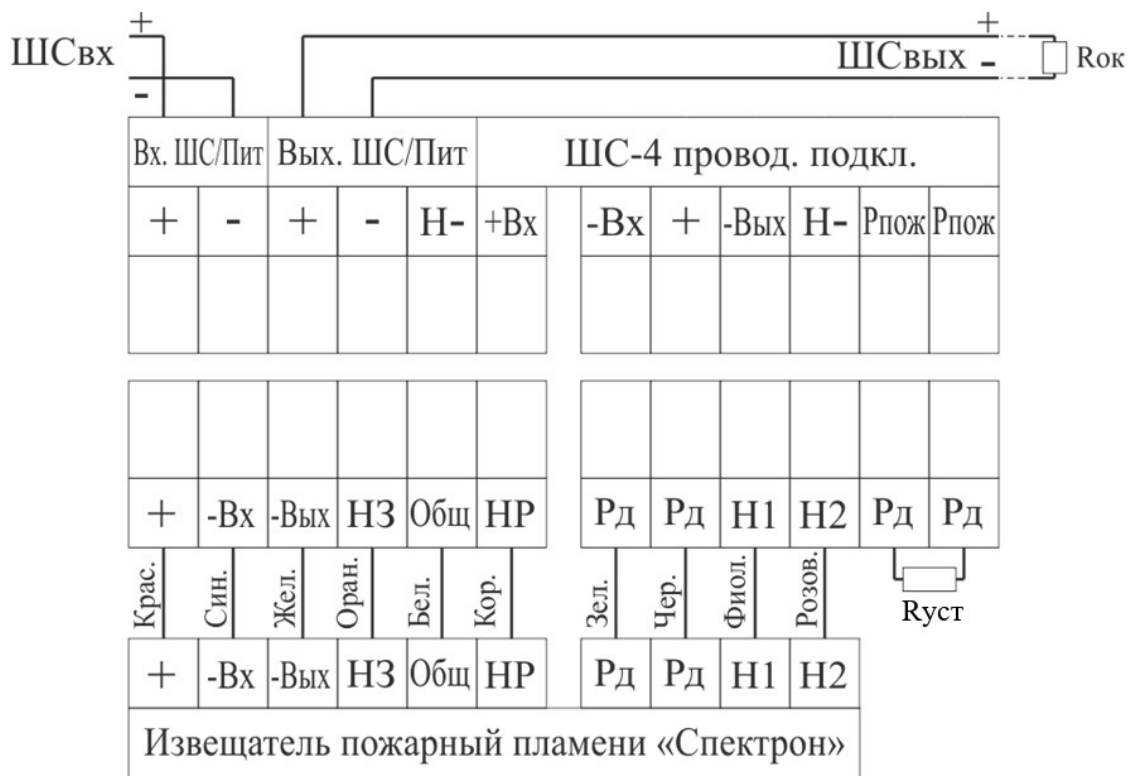 + +
ШСвх ШСвых - Rок
-
Вх. ШС/Пит Вых. ШС/Пит ШС-4 провод. подкл.
+ - + - Н- +Вх -Вх + -Вых Н- Рпож Рпож
+ -Вх -Вых НЗ Общ НР Рд Рд Н1 Н2 Рд Рд
Крас. Син. Жел. Оран. Бел. Кор. Зел. Чер. Фиол. Розов.
Rуст
+ -Вх -Вых НЗ Общ НР Рд Рд Н1 Н2
Извещатель пожарный пламени «Спектрон»